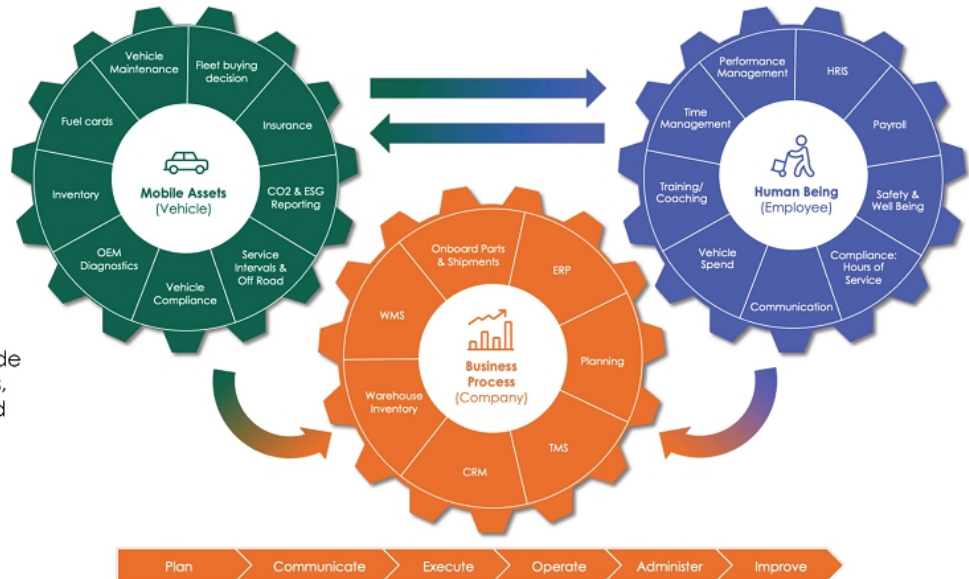 Vehicle
Maintenance
Fleet buying
decision
Insurance
CO2 & ESG
Reporting
Service
Intervals &
Off Road
Vehicle
Compliance
OEM
Diagnostics
Inventory
Fuel cards
Mobile Assets
(Vehicle)
Performance
Management
HRIS
Payroll
Safety &
Well Being
Compliance:
Hours of
Service
Communication
Vehicle
Spend
Training/
Coaching
Time
Management
Human Being
(Employee)
Onboard Parts
& Shipments
ERP
Planning
TMS
CRM
Warehouse
Inventory
WMS
Business
Process
(Company)
Plan
Communicate
Execute
Operate
Administer
Improve